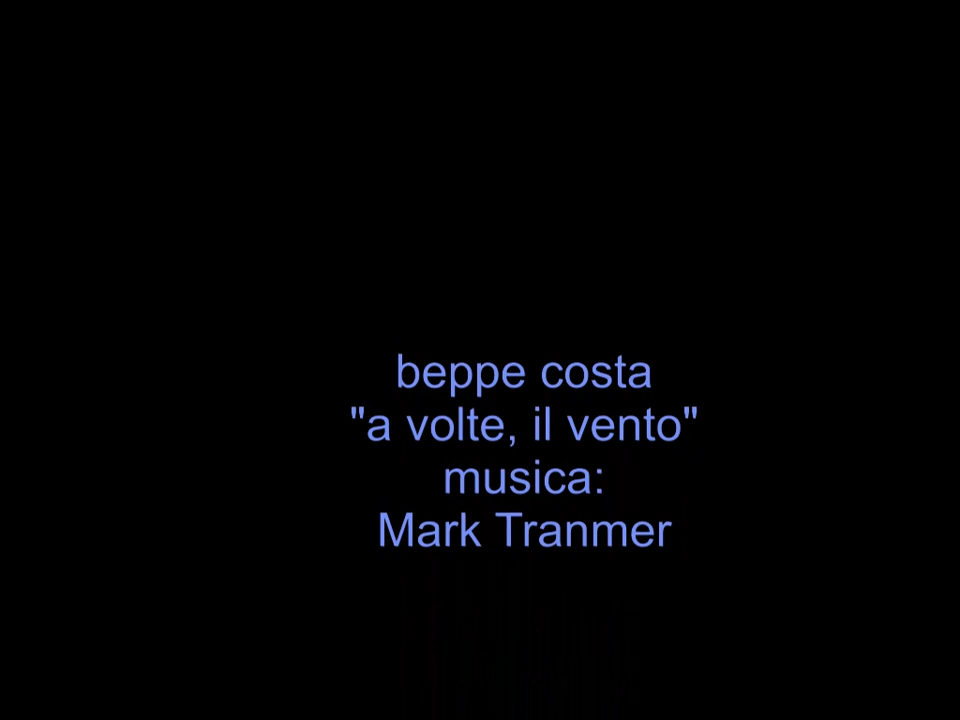 beppe costa
"a volte, il vento"
musica:
Mark Tranmer